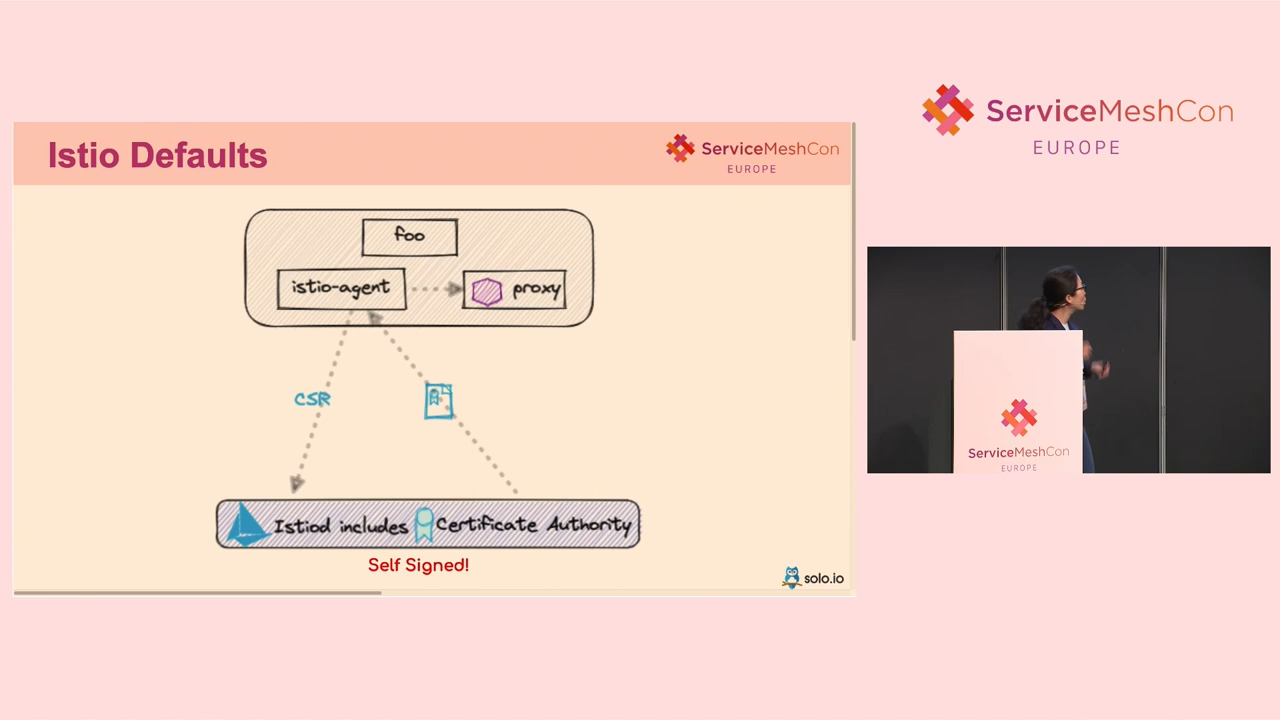 Istio Defaults
ServiceMeshCon
EUROPE
foo
istio-agent
proxy
CSR
Istiod includes Certificate Authority
Self Signed!
solo.io
ServiceMeshCon
EUROPE
ServiceMeshCon
EUROPE